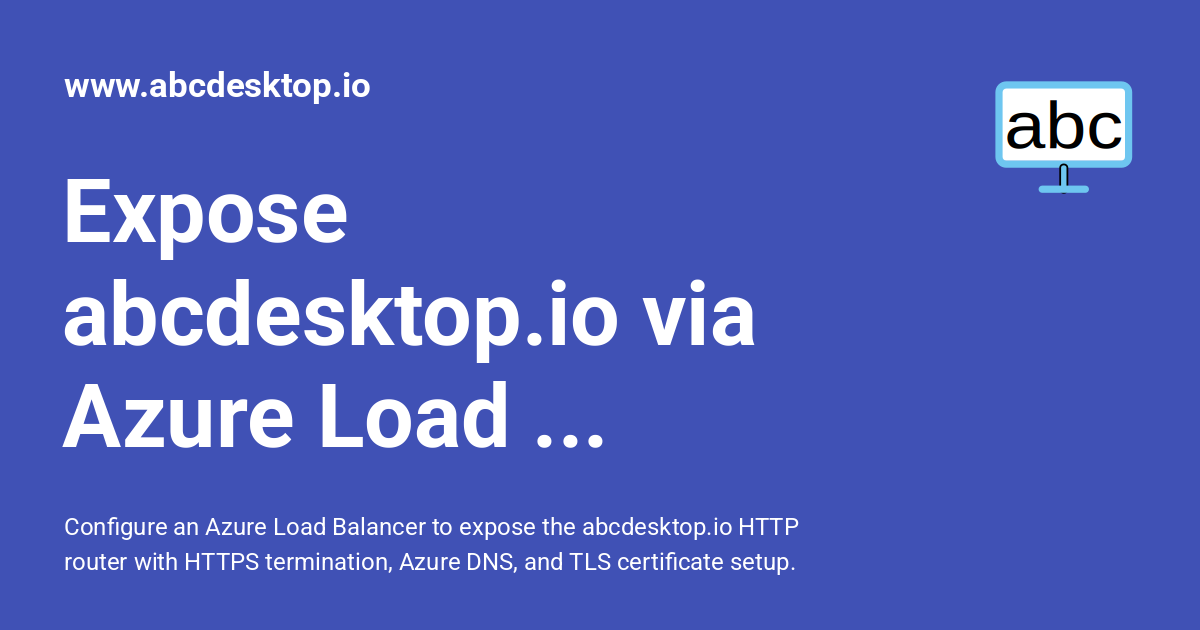 www.abcdesktop.io
abc
Expose
abcdesktop.io via
Azure Load ...
Configure an Azure Load Balancer to expose the abcdesktop.io HTTP
router with HTTPS termination, Azure DNS, and TLS certificate setup.